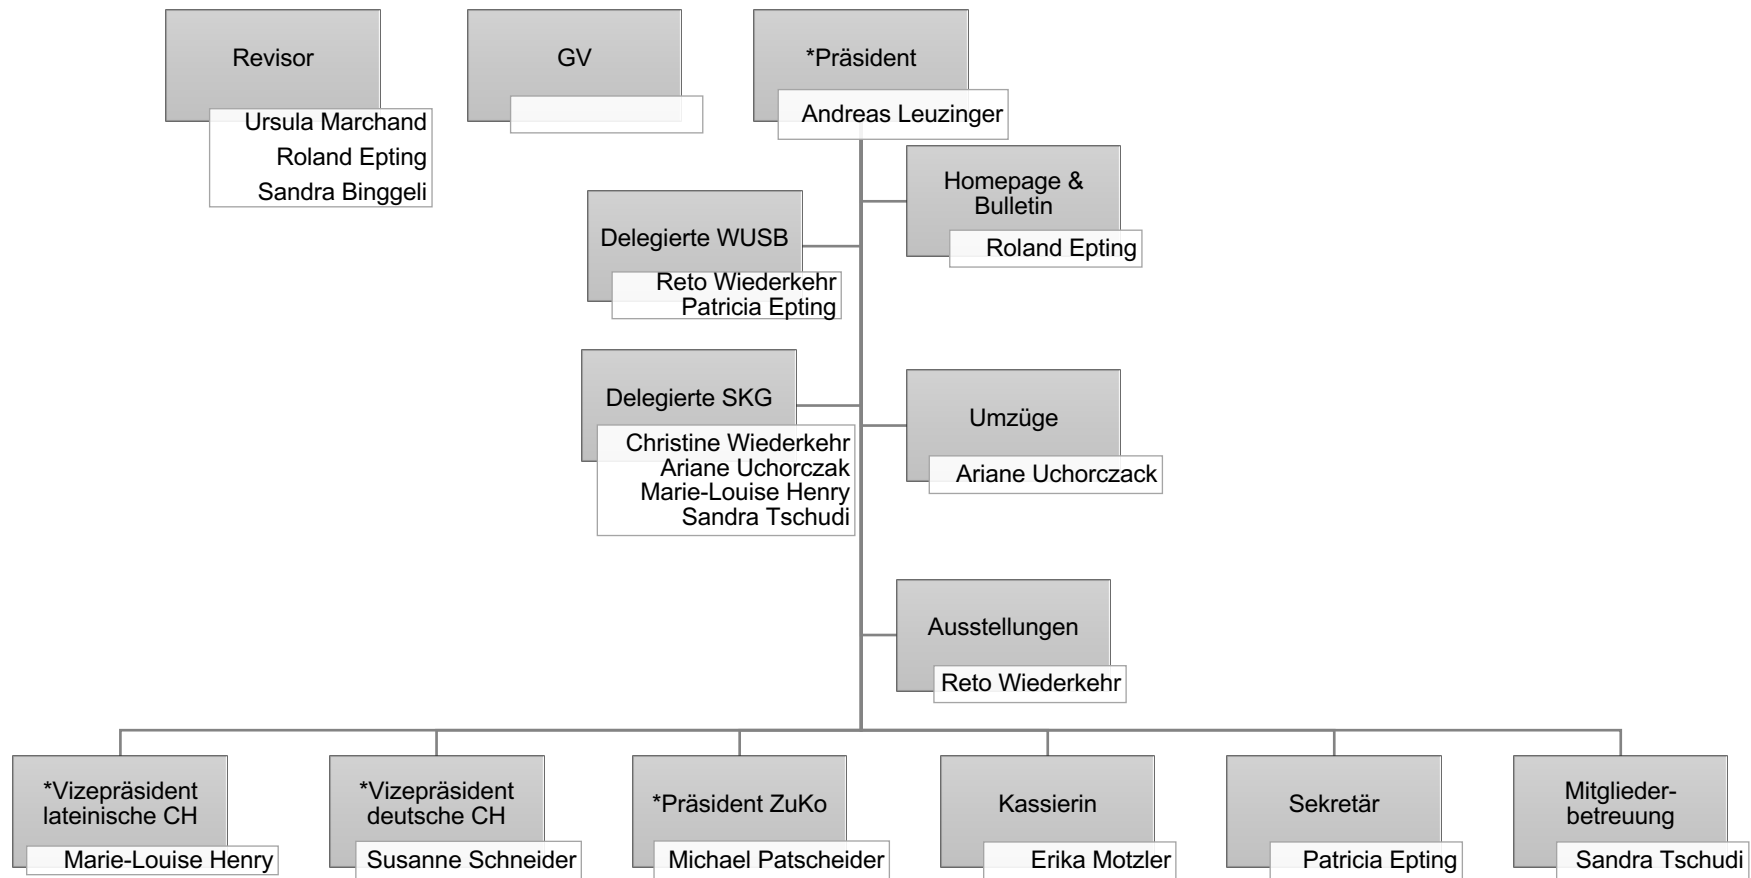 Revisor
Ursula Marchand
Roland Epting
Sandra Binggeli
GV
*Präsident
Andreas Leuzinger
Homepage &
Bulletin
Roland Epting
Delegierte WUSB
Reto Wiederkehr
Patricia Epting
Delegierte SKG
Christine Wiederkehr
Ariane Uchorczak
Marie-Louise Henry
Sandra Tschudi
Umzüge
Ariane Uchorczack
Ausstellungen
Reto Wiederkehr
*Vizepräsident
lateinische CH
Marie-Louise Henry
*Vizepräsident
deutsche CH
Susanne Schneider
*Präsident ZuKo
Michael Patscheider
Kassierin
Erika Motzler
Sekretär
Patricia Epting
Mitglieder-
betreuung
Sandra Tschudi